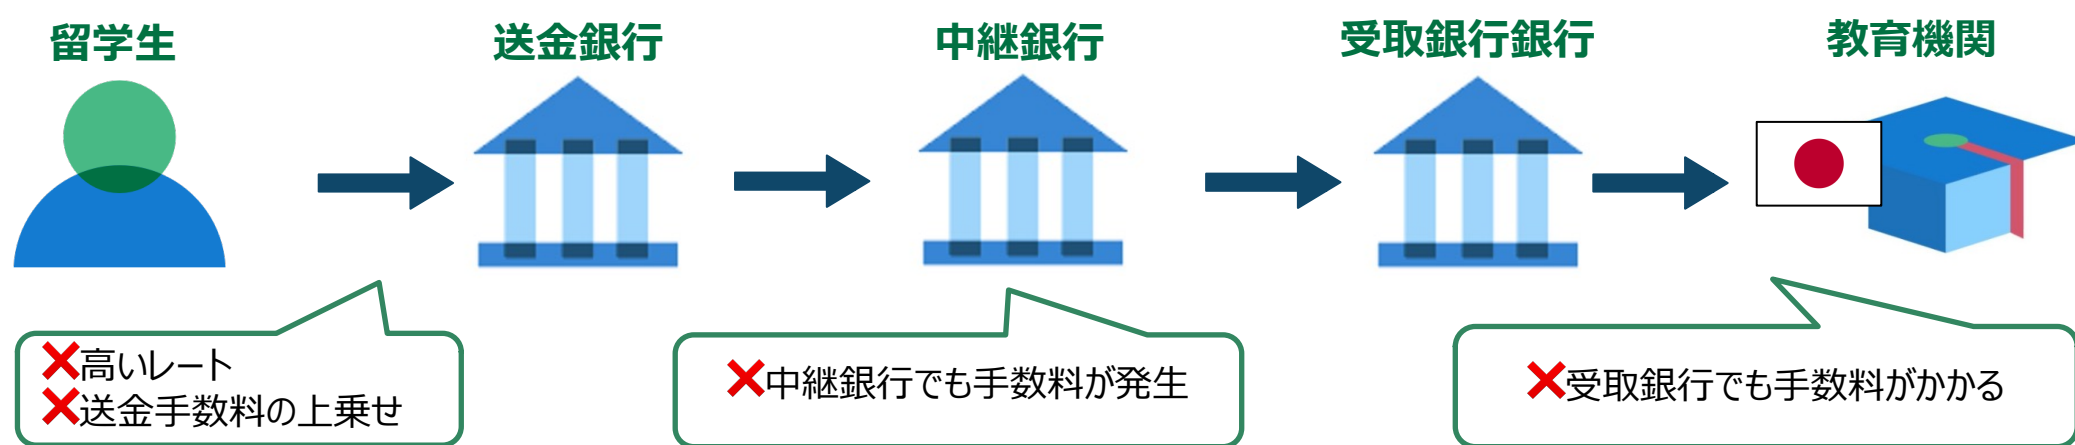 留学生
送金銀行
中継銀行
受取銀行銀行
教育機関
❌高いレート
❌送金手数料の上乗せ
❌中継銀行でも手数料が発生
❌受取銀行でも手数料がかかる